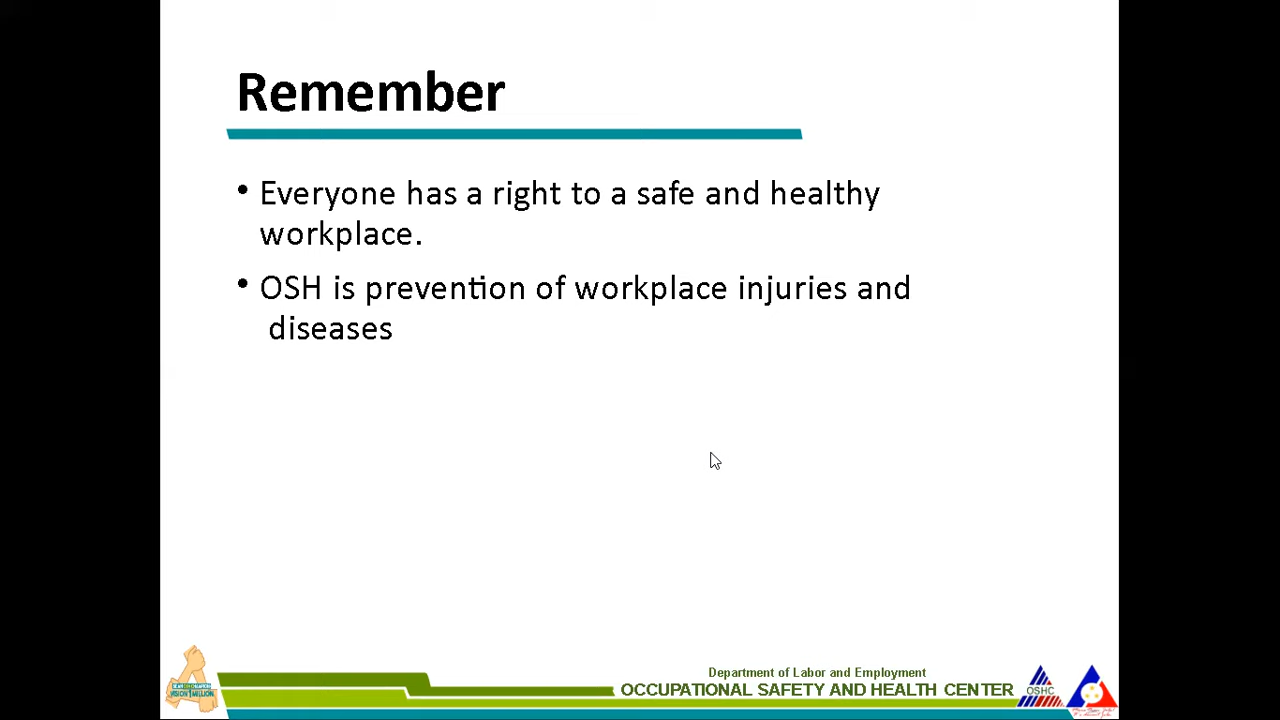 Remember
• Everyone has a right to a safe and healthy
workplace.
• OSH is prevention of workplace injuries and
diseases
Department of Labor and Employment
OCCUPATIONAL SAFETY AND HEALTH CENTER
OSHC